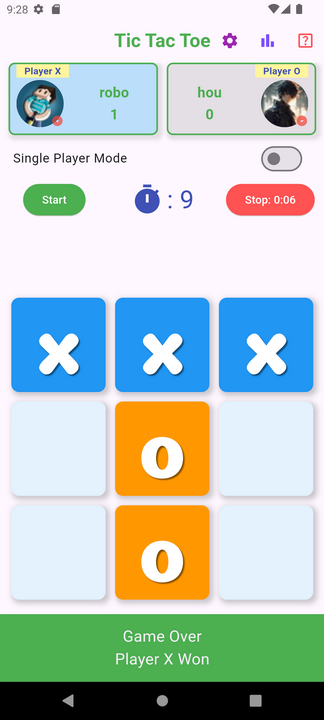 9:28
Tic Tac Toe
Player X
robo
1
Player O
hou
0
Single Player Mode
Start
: 9
Stop: 0:06
X X X
O
O
Game Over
Player X Won